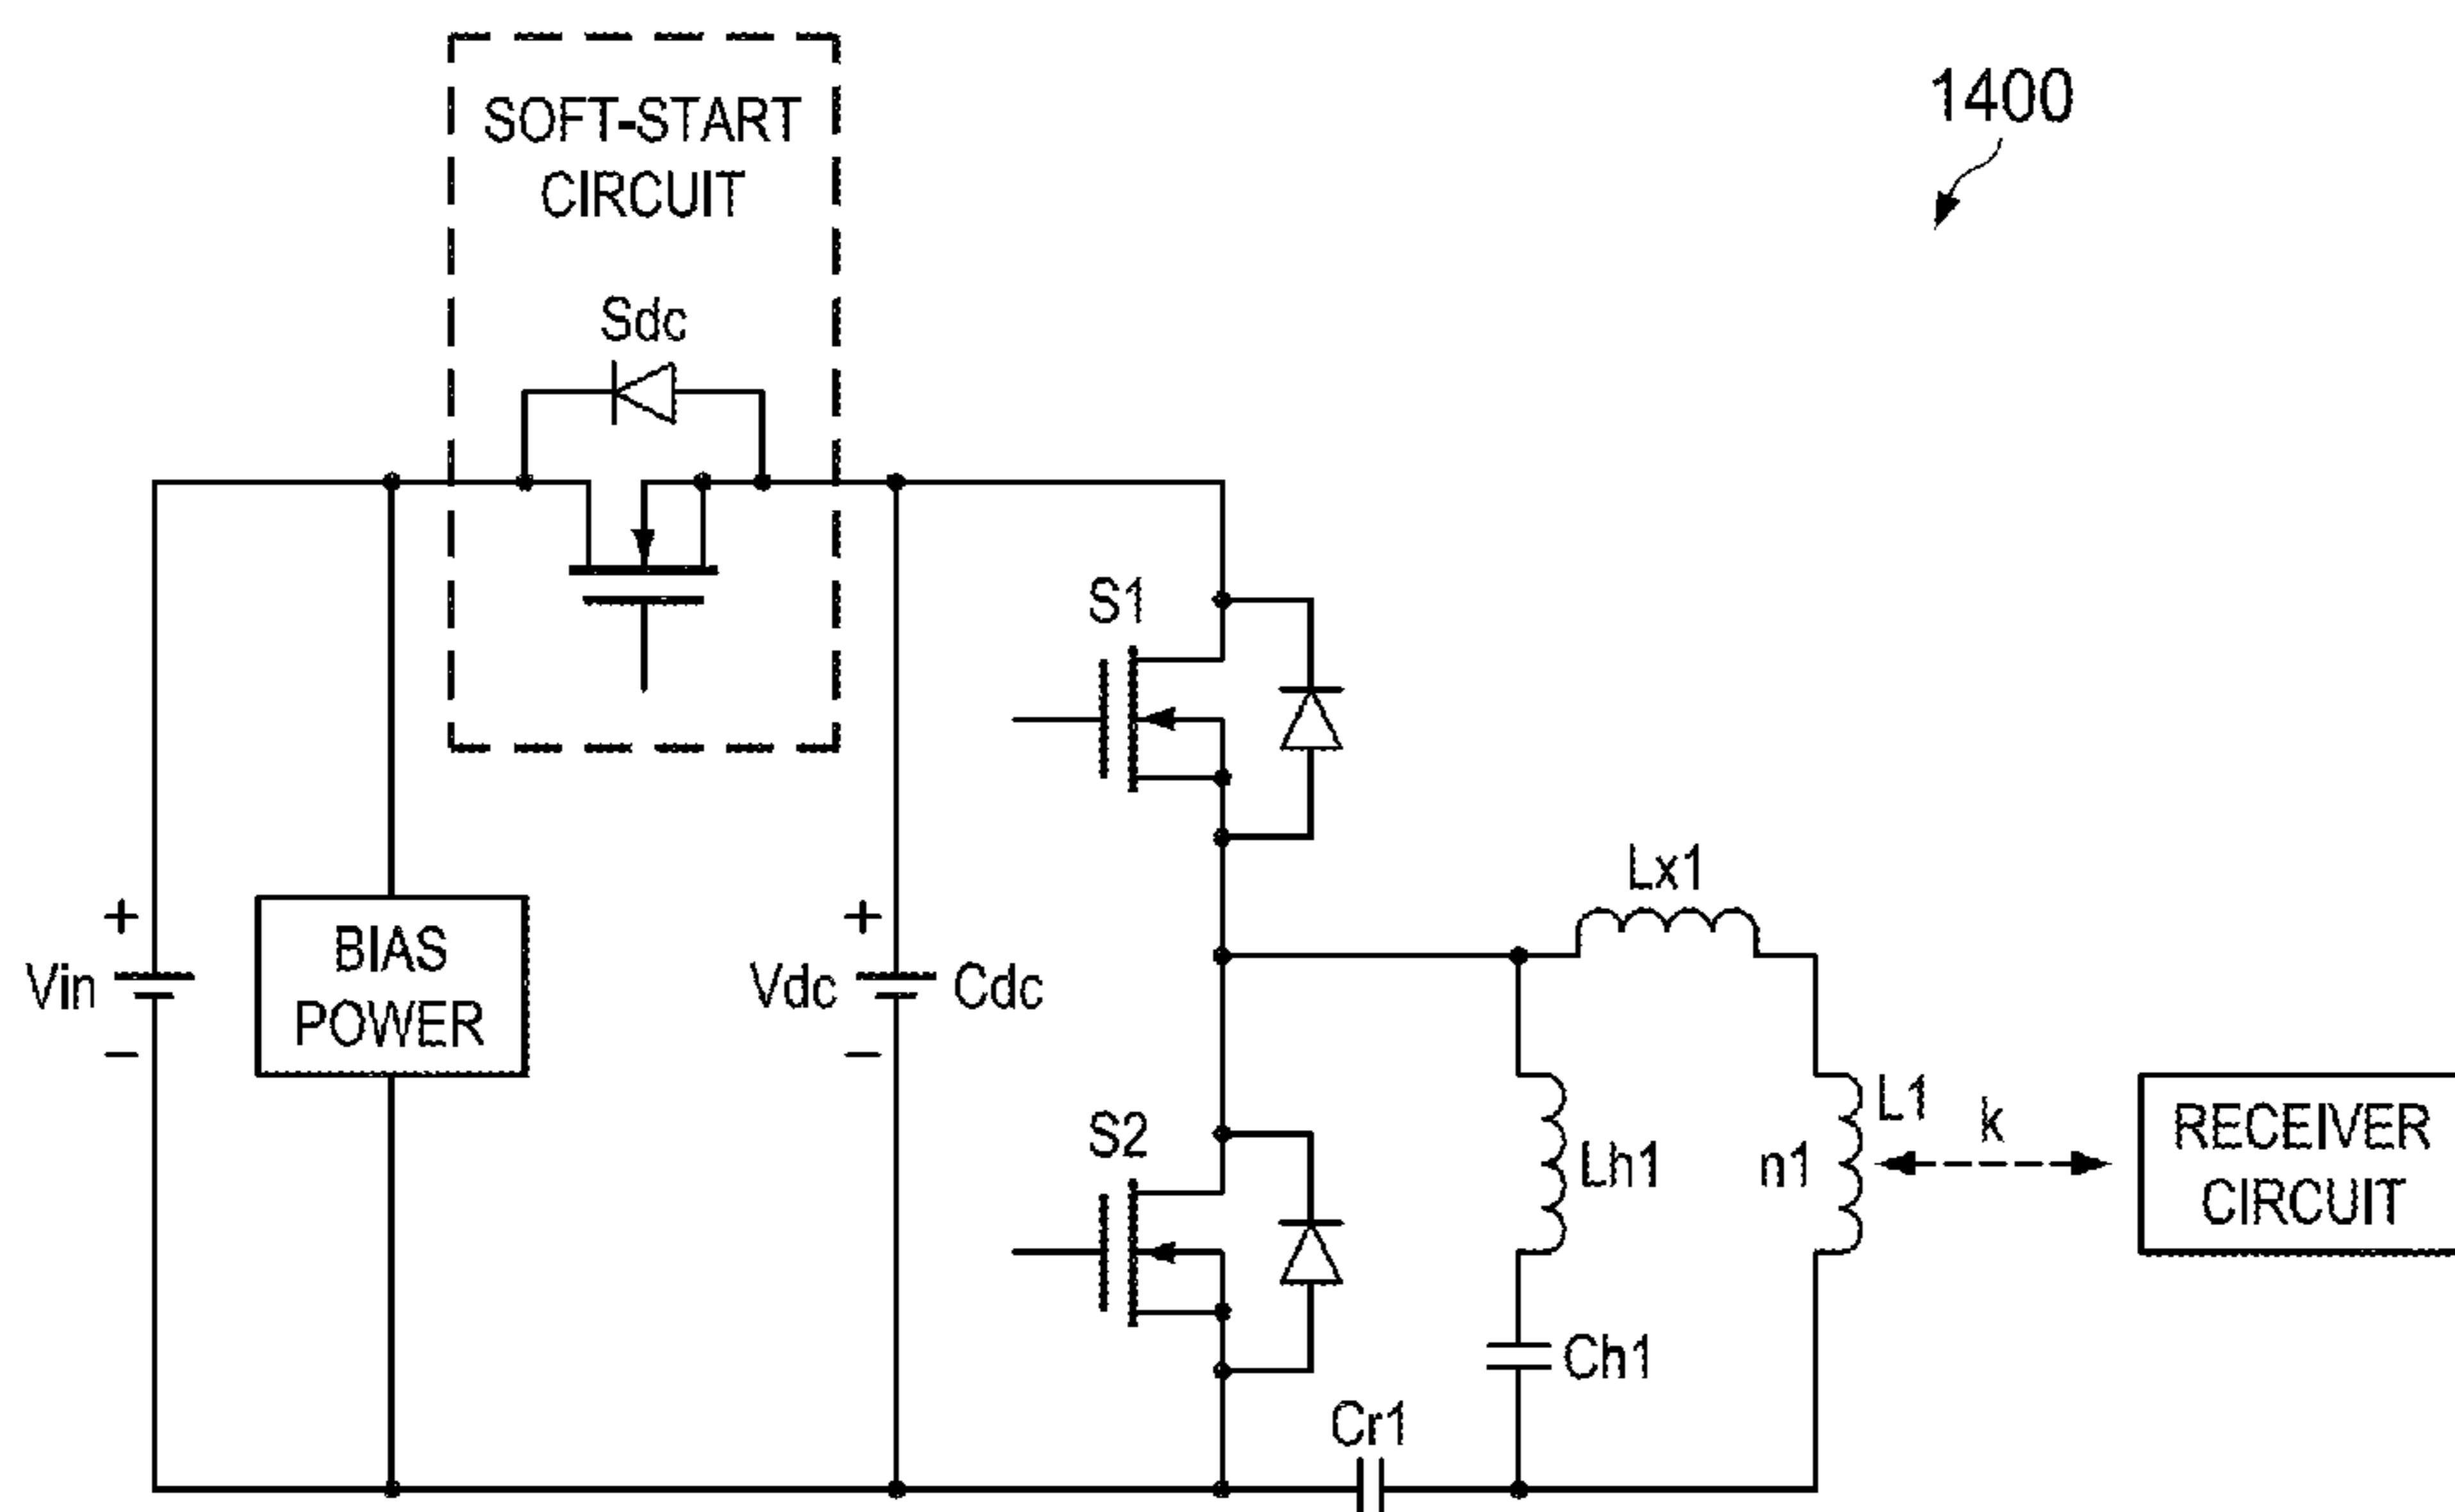 1400
SOFT-START
CIRCUIT
Sdc
S1
Lx1
+
Vin
−
BIAS
POWER
+
Vdc
−
Cdc
S2
Lh1
n1
L1
k
RECEIVER
CIRCUIT
Ch1
Cr1